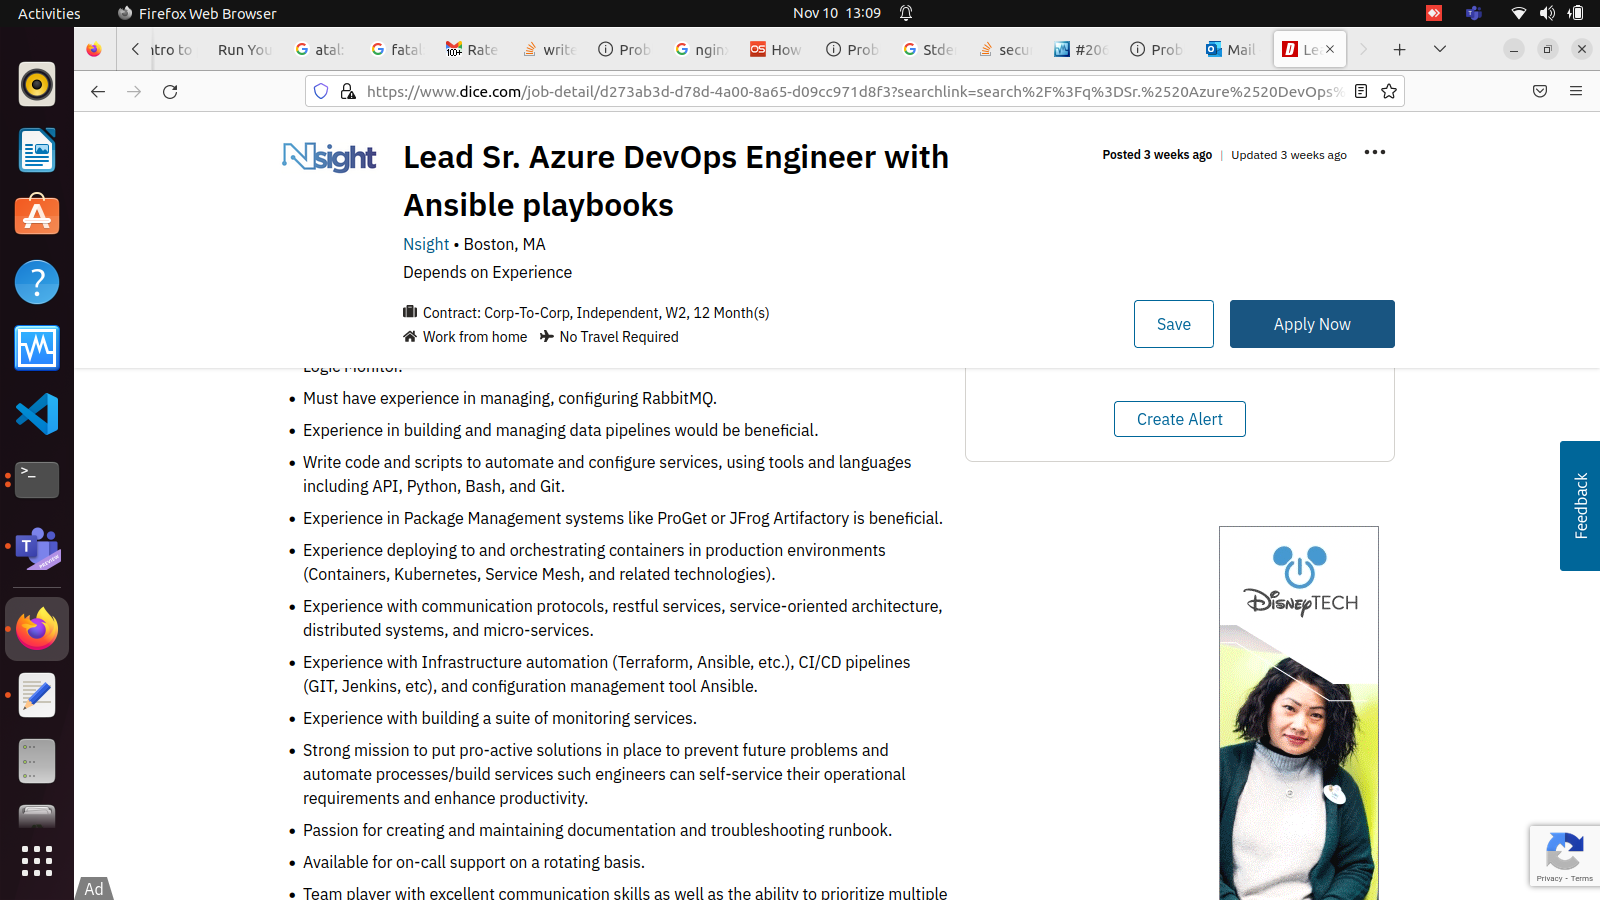 Activities
Firefox Web Browser
Nov 10 13:09
ntro to
Run You
atal:
fatal
Rate
write
Prob
nginx
How
Prob
Stde
secu
#206
Prob
Mail
Le
https://www.dice.com/job-detail/d273ab3d-d78d-4a00-8a65-d09cc971d8f3?searchlink=search%2F%3Fq%3DSr.%2520Azure%2520DevOps%
Nsight
Lead Sr. Azure DevOps Engineer with
Ansible playbooks
Posted 3 weeks ago | Updated 3 weeks ago
Nsight • Boston, MA
Depends on Experience
Contract: Corp-To-Corp, Independent, W2, 12 Month(s)
Work from home No Travel Required
Save
Apply Now
Logic Monitor.
• Must have experience in managing, configuring RabbitMQ.
• Experience in building and managing data pipelines would be beneficial.
• Write code and scripts to automate and configure services, using tools and languages
including API, Python, Bash, and Git.
• Experience in Package Management systems like ProGet or JFrog Artifactory is beneficial.
• Experience deploying to and orchestrating containers in production environments
(Containers, Kubernetes, Service Mesh, and related technologies).
• Experience with communication protocols, restful services, service-oriented architecture,
distributed systems, and micro-services.
• Experience with Infrastructure automation (Terraform, Ansible, etc.), CI/CD pipelines
(GIT, Jenkins, etc), and configuration management tool Ansible.
• Experience with building a suite of monitoring services.
• Strong mission to put pro-active solutions in place to prevent future problems and
automate processes/build services such engineers can self-service their operational
requirements and enhance productivity.
• Passion for creating and maintaining documentation and troubleshooting runbook.
• Available for on-call support on a rotating basis.
• Team player with excellent communication skills as well as the ability to prioritize multiple
Create Alert
Feedback
DISNEYTECH
Privacy - Terms
Ad